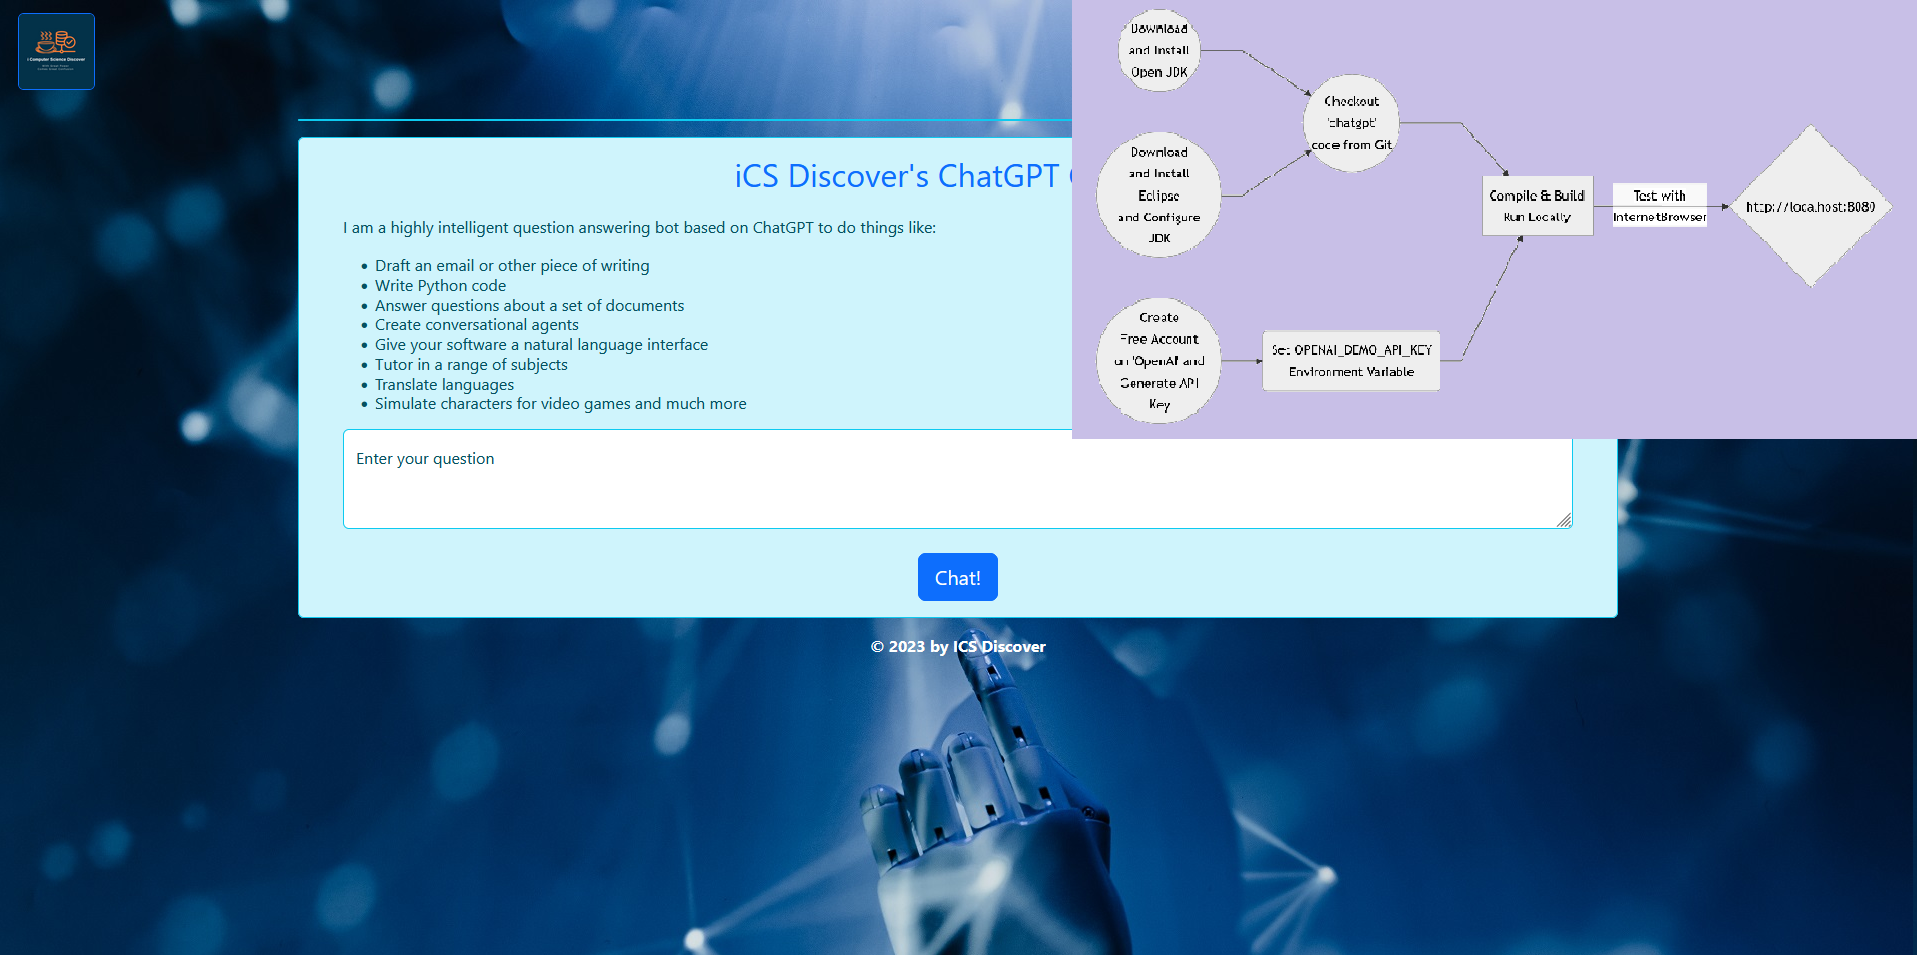 i Computer Science Discover
iCS Discover's ChatGPT
I am a highly intelligent question answering bot based on ChatGPT to do things like:
Draft an email or other piece of writing
Write Python code
Answer questions about a set of documents
Create conversational agents
Give your software a natural language interface
Tutor in a range of subjects
Translate languages
Simulate characters for video games and much more
Enter your question
Chat!
© 2023 by ICS Discover
Download
and Install
Open JDK
Download
and Install
Eclipse
and Configure
JDK
Create
Free Account
on 'OpenAI' and
Generate API
Key
Checkout
'chatgpt'
code from Git
Set OPENAI_DEMO_API_KEY
Environment Variable
Compile & Build
Run Locally
Test with
InternetBrowser
http://localhost:8080